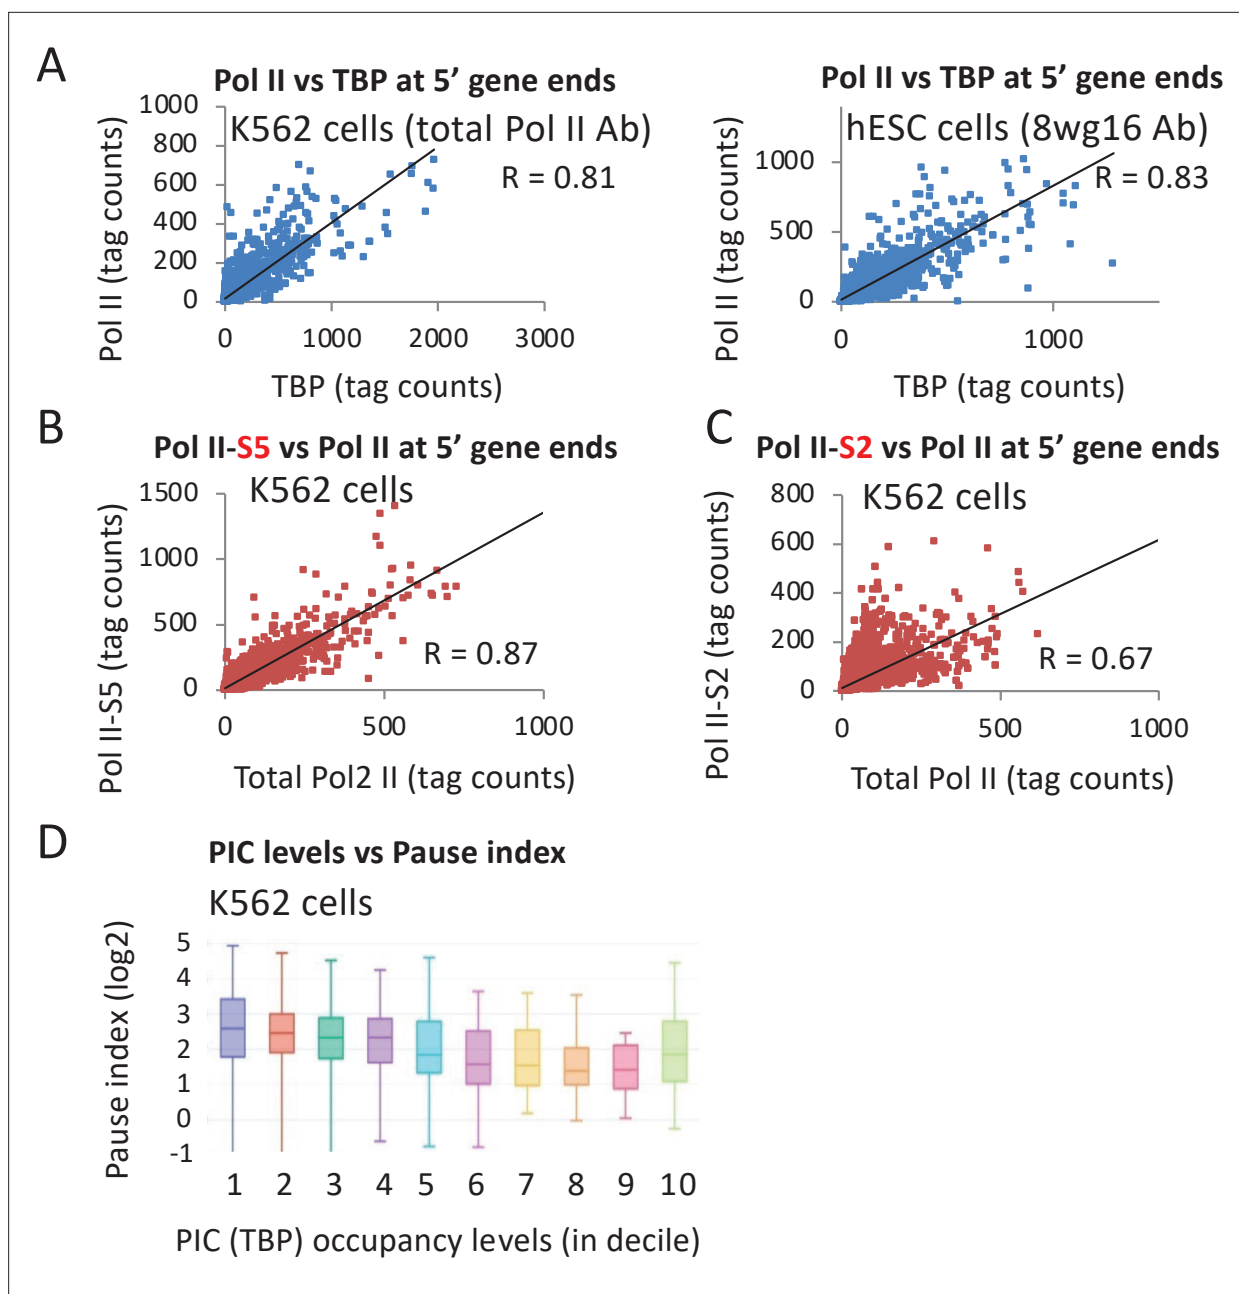 A
Pol II vs TBP at 5' gene ends
K562 cells (total Pol II Ab)
R = 0.81
Pol II (tag counts)
1000
800
600
400
200
0
0 1000 2000 3000
TBP (tag counts)
Pol II vs TBP at 5' gene ends
hESC cells (8wg16 Ab)
R = 0.83
Pol II (tag counts)
1000
500
0
0 1000
TBP (tag counts)
B
Pol II-S5 vs Pol II at 5' gene ends
K562 cells
R = 0.87
Pol II-S5 (tag counts)
1500
1000
500
0
0 500 1000
Total Pol2 II (tag counts)
C
Pol II-S2 vs Pol II at 5' gene ends
K562 cells
R = 0.67
Pol II-S2 (tag counts)
800
600
400
200
0
0 500 1000
Total Pol II (tag counts)
D
PIC levels vs Pause index
K562 cells
Pause index (log2)
5
4
3
2
1
0
-1
1 2 3 4 5 6 7 8 9 10
PIC (TBP) occupancy levels (in decile)